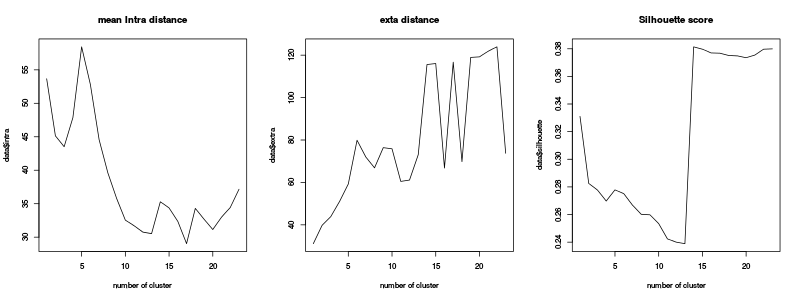 mean Intra distance
data$intra
55
50
45
40
35
30
5 10 15 20
number of cluster
exta distance
data$extra
120
100
80
60
40
5 10 15 20
number of cluster
Silhouette score
data$silhouette
0.38
0.36
0.34
0.32
0.30
0.28
0.26
0.24
5 10 15 20
number of cluster